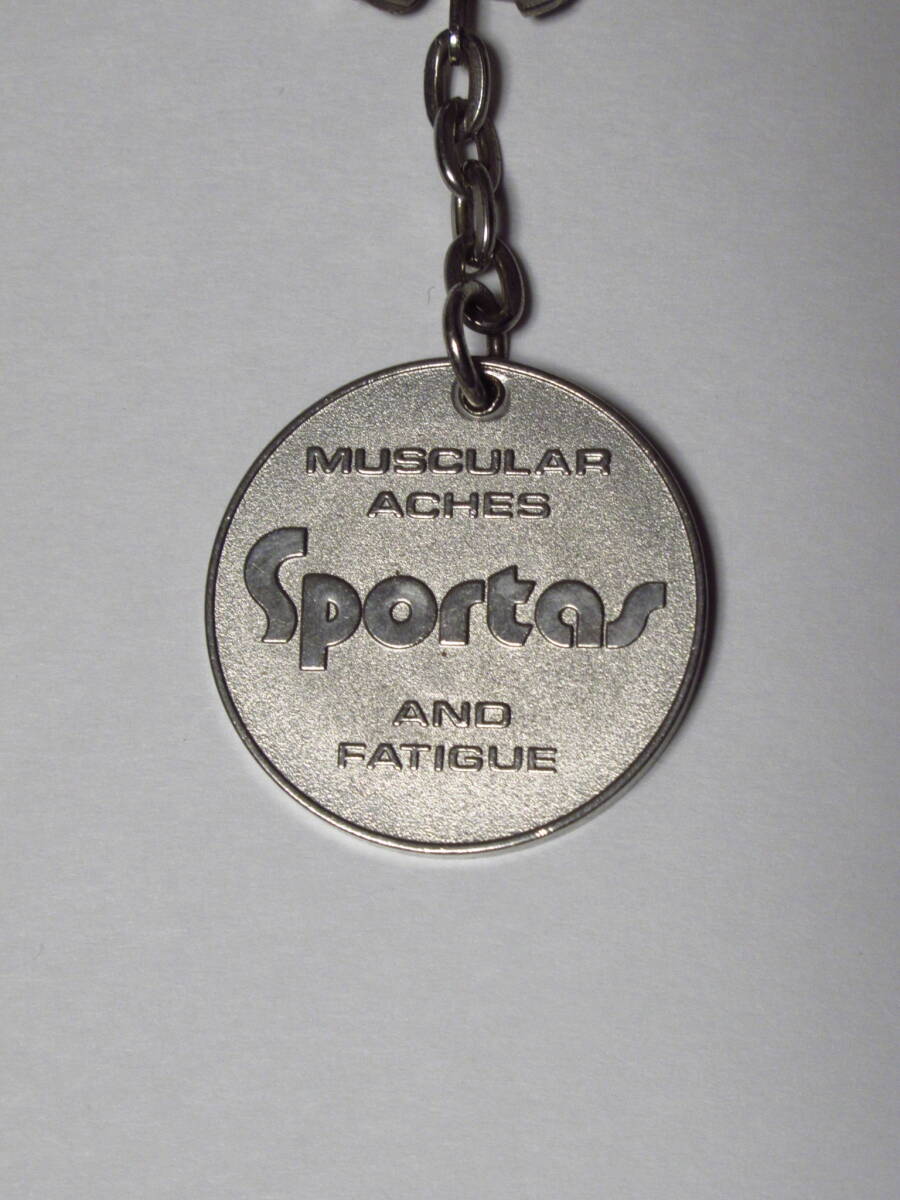 MUSCULAR
ACHES
Sportas
AND
FATIGUE